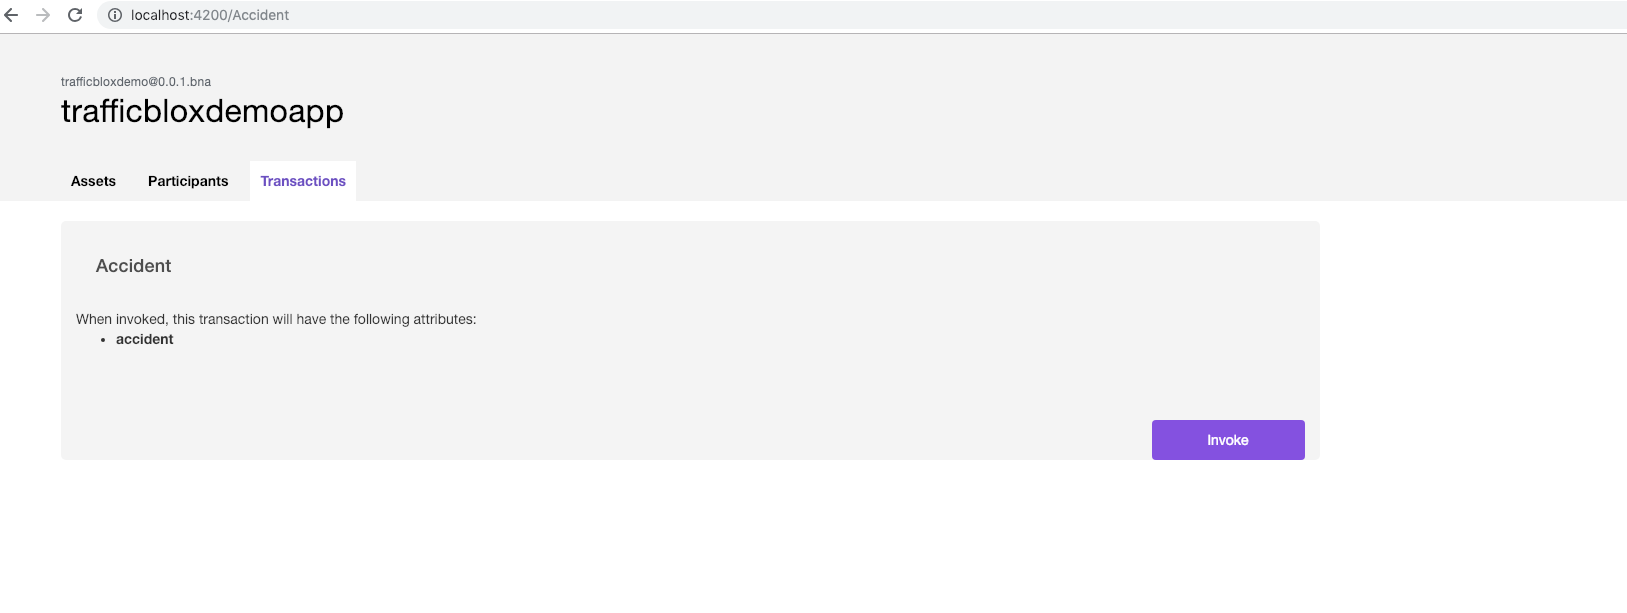 localhost:4200/Accident
trafficbloxdemo@0.0.1.bna
trafficbloxdemoapp
Assets Participants Transactions
Accident
When invoked, this transaction will have the following attributes:
• accident
Invoke